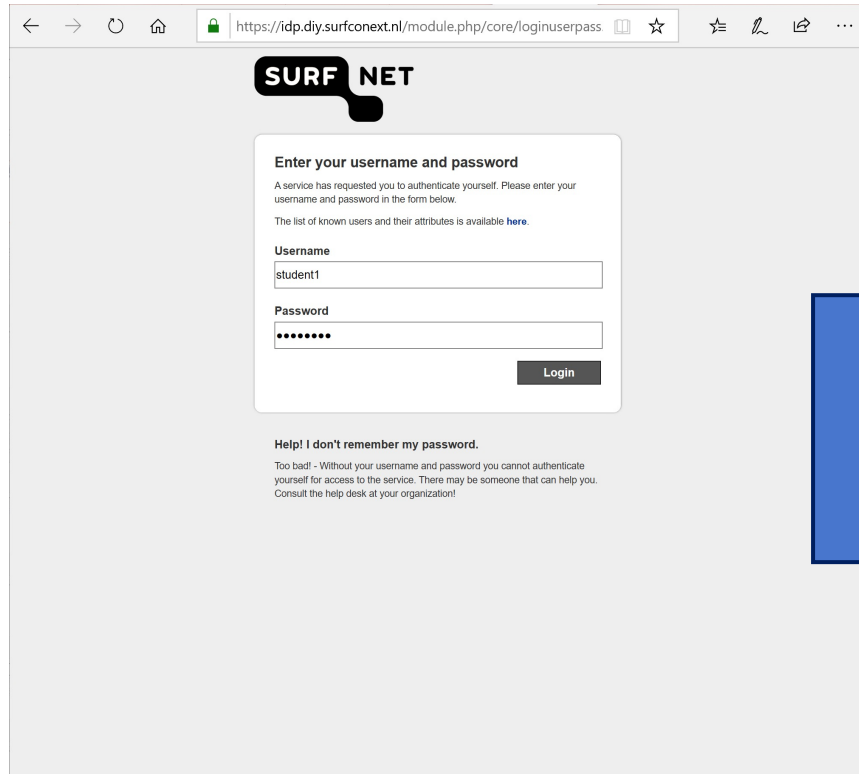 https://idp.diy.surfconext.nl/module.php/core/loginuserpass.
SURF NET
Enter your username and password
A service has requested you to authenticate yourself. Please enter your
username and password in the form below.
The list of known users and their attributes is available here.
Username
student1
Password
••••••••
Login
Help! I don't remember my password.
Too bad! - Without your username and password you cannot authenticate
yourself for access to the service. There may be someone that can help you.
Consult the help desk at your organization!